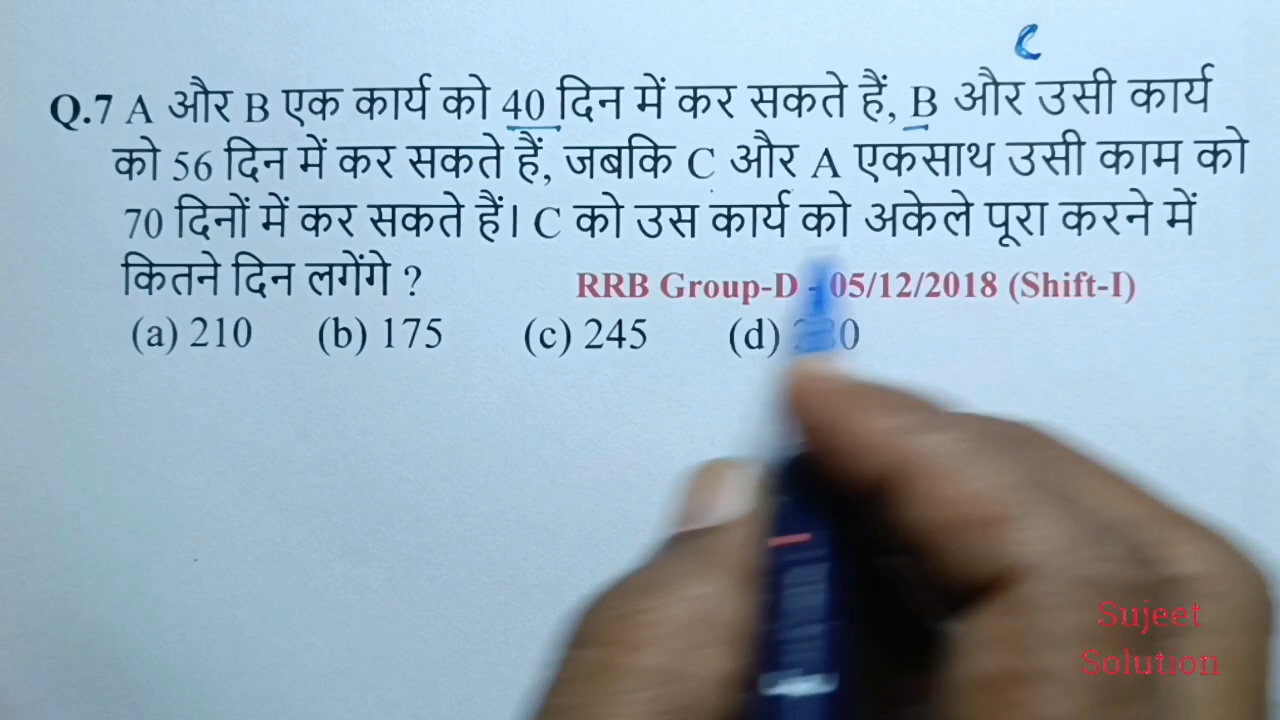 C
Q.7 A और B एक कार्य को 40 दिन में कर सकते हैं, B और उसी कार्य
को 56 दिन में कर सकते हैं, जबकि C और A एकसाथ उसी काम को
70 दिनों में कर सकते हैं। C को उस कार्य को अकेले पूरा करने में
कितने दिन लगेंगे ?
RRB Group-D - 05/12/2018 (Shift-I)
(a) 210 (b) 175 (c) 245 (d)
Sujeet
Solution